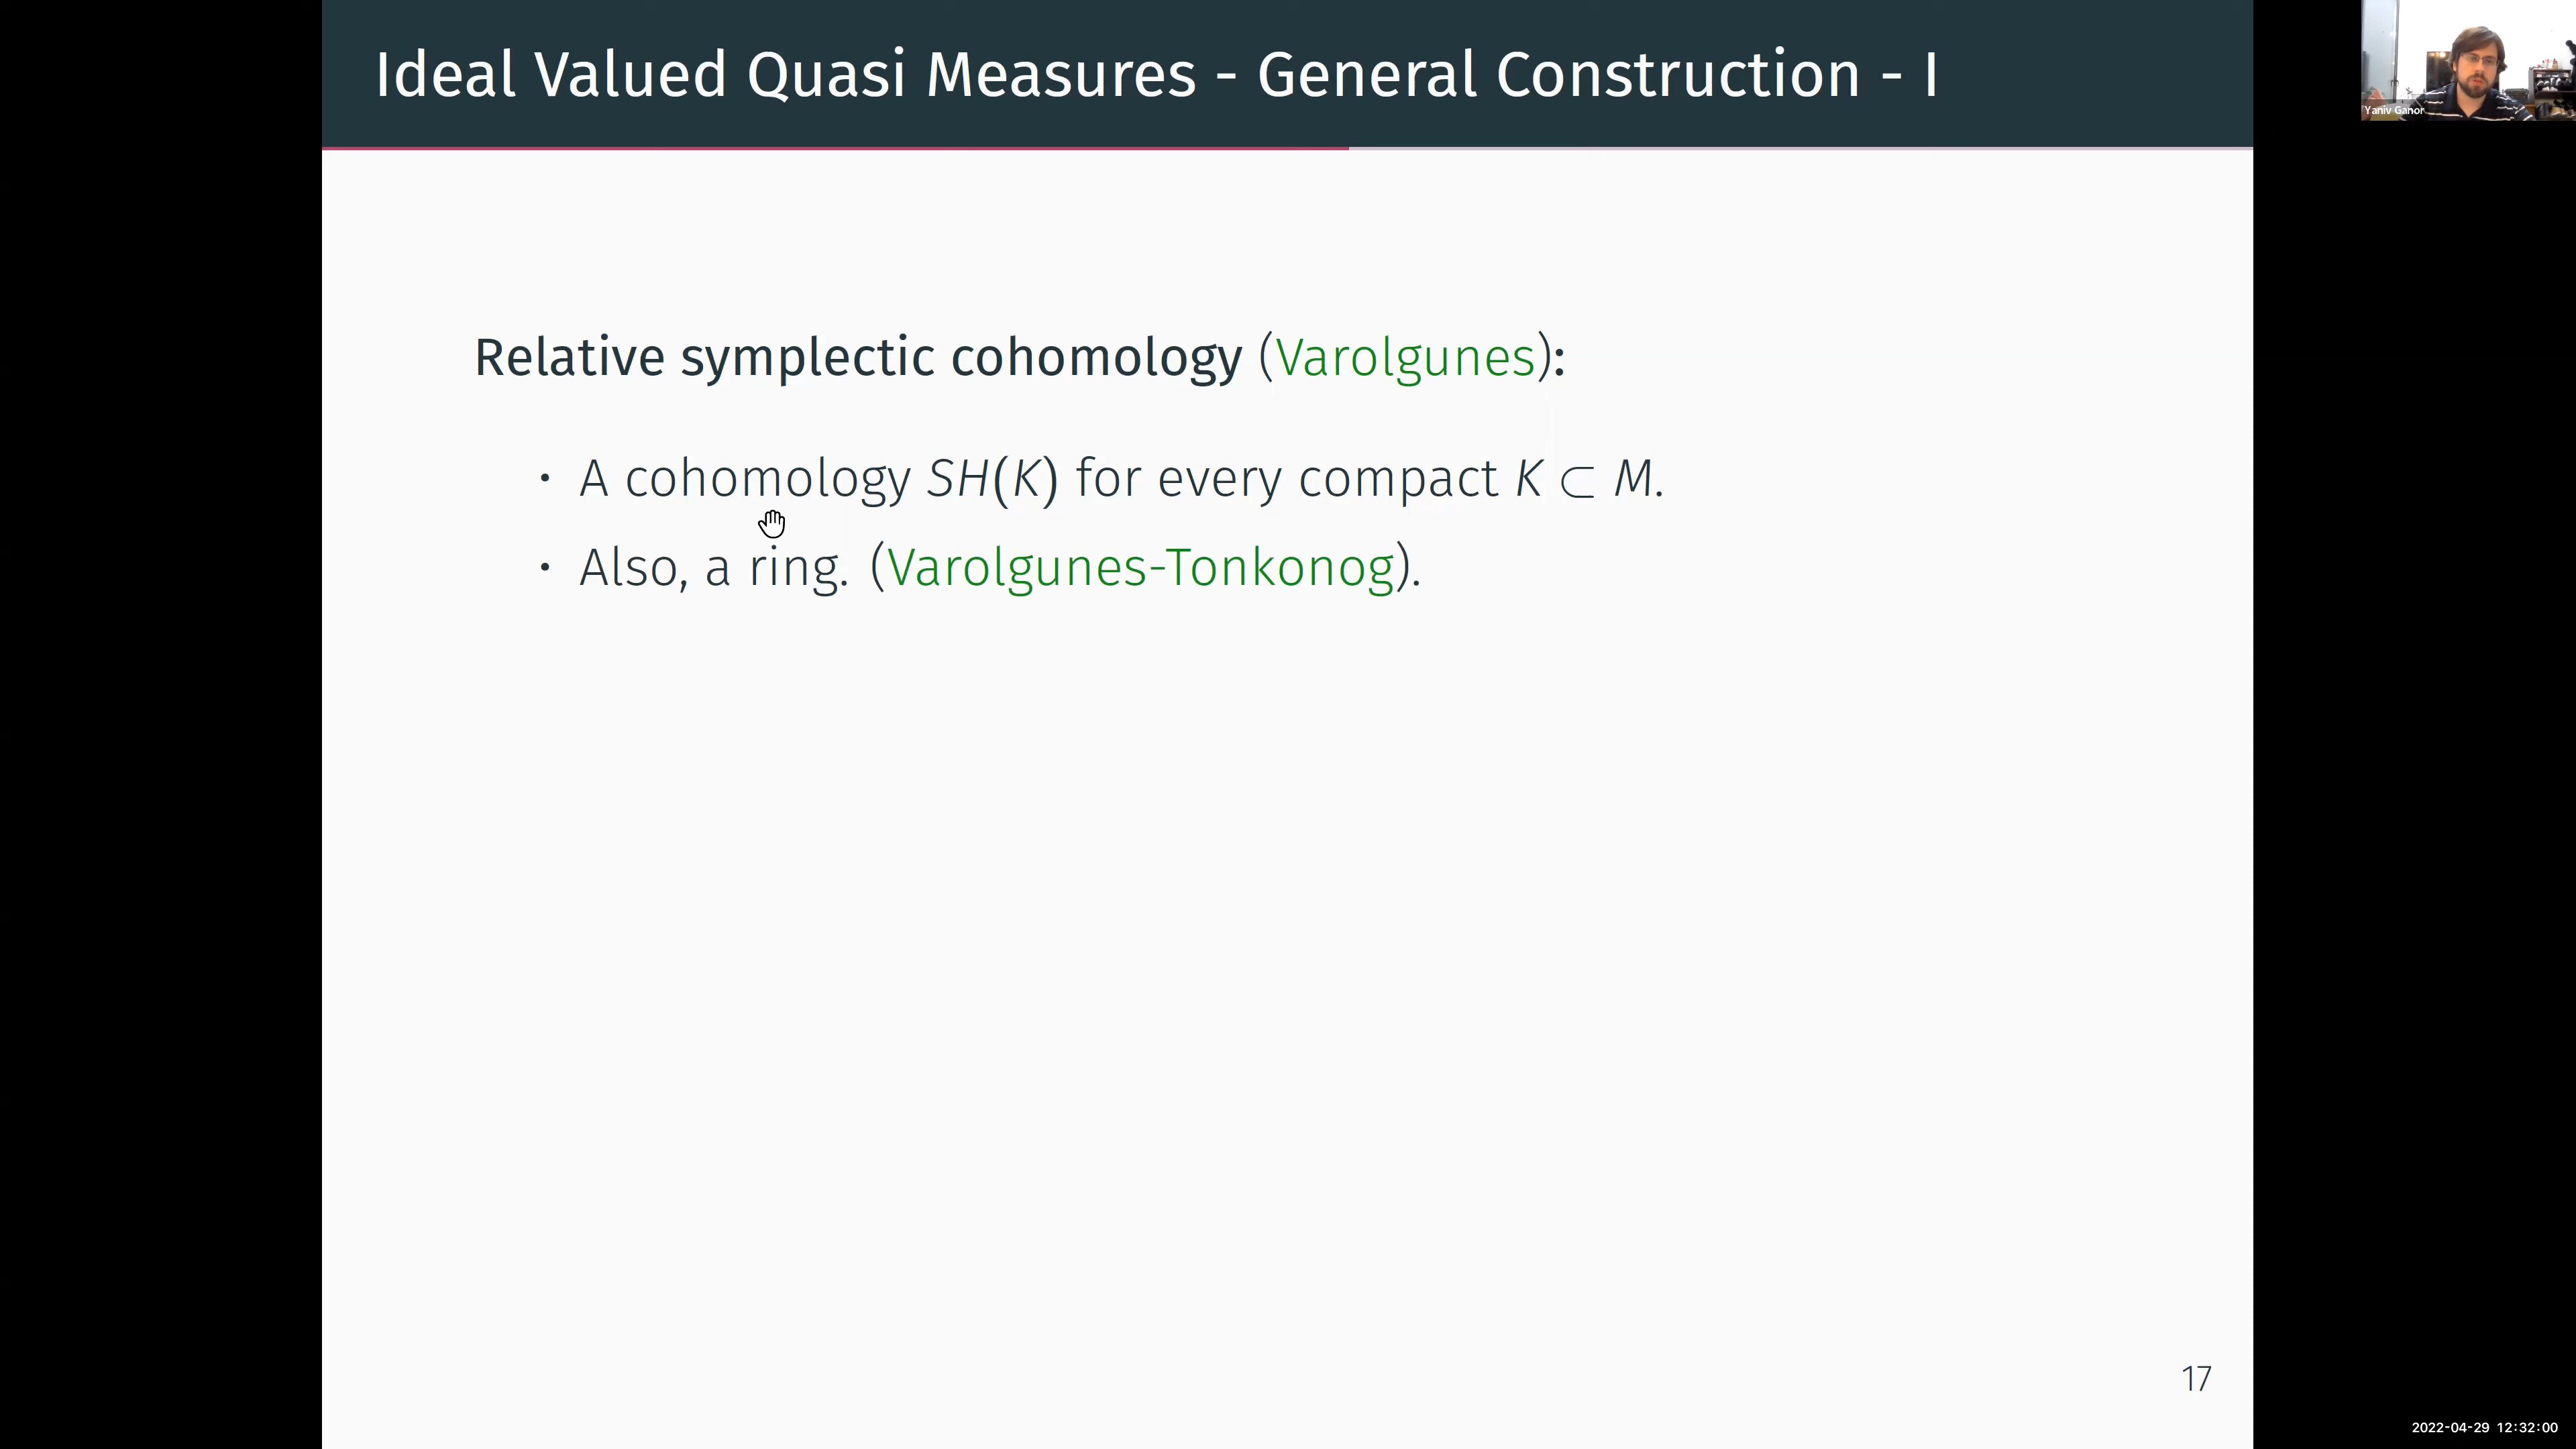 Ideal Valued Quasi Measures - General Construction - I
Yaniv Ganor
Relative symplectic cohomology (Varolgunes):
• A cohomology SH(K) for every compact K ⊂ M.
• Also, a ring. (Varolgunes-Tonkonog).
17
2022-04-29 12:32:00